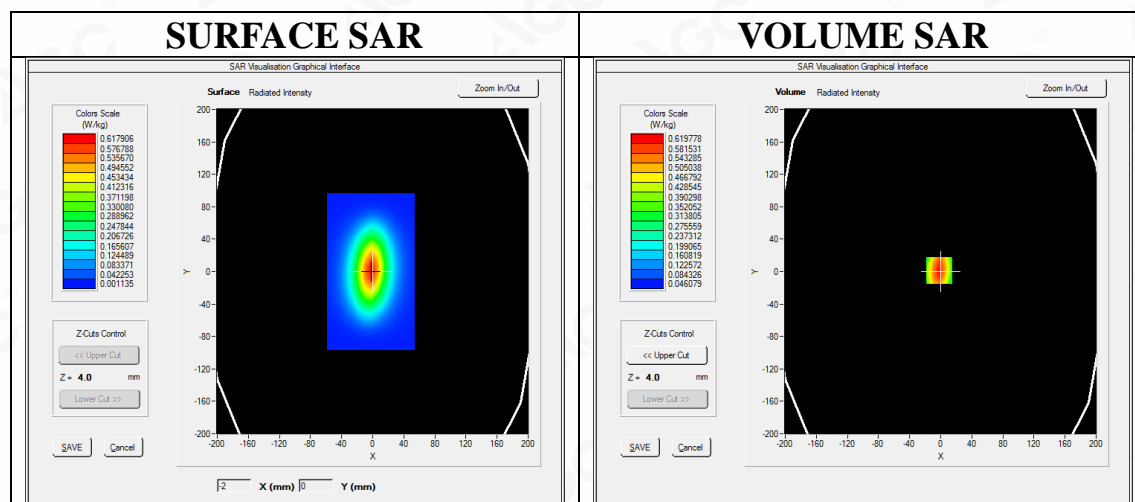 SURFACE SAR
VOLUME SAR
SAR Visualisation Graphical Interface
Surface Radiated Intensity
Zoom In/Out
Colors Scale
(W/kg)
0.617906
0.576788
0.535670
0.494552
0.453434
0.412316
0.371198
0.330080
0.288962
0.247844
0.206726
0.165607
0.124489
0.083371
0.042253
0.001135
Z-Cuts Control
<< Upper Cut
Z = 4.0 mm
Lower Cut >>
SAVE Cancel
200
160
120
80
40
0
-40
-80
-120
-160
-200
Y
-200 -160 -120 -80 -40 0 40 80 120 160 200
X
-2 X (mm) 0 Y (mm)
SAR Visualisation Graphical Interface
Volume Radiated Intensity
Zoom In/Out
Colors Scale
(W/kg)
0.619778
0.581531
0.543285
0.505038
0.466792
0.428545
0.390298
0.352052
0.313805
0.275559
0.237312
0.199065
0.160819
0.122572
0.084326
0.046079
Z-Cuts Control
<< Upper Cut
Z = 4.0 mm
Lower Cut >>
SAVE Cancel
200
160
120
80
40
0
-40
-80
-120
-160
-200
Y
-200 -160 -120 -80 -40 0 40 80 120 160 200
X